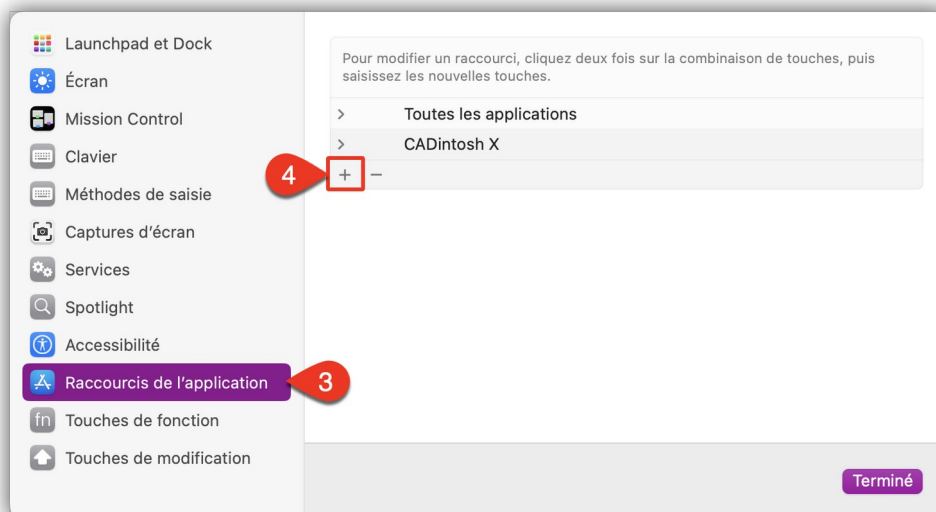 Launchpad et Dock
Écran
Mission Control
Clavier
Méthodes de saisie
Captures d'écran
Services
Spotlight
Accessibilité
Raccourcis de l'application
3
fn
Touches de fonction
Touches de modification
Pour modifier un raccourci, cliquez deux fois sur la combinaison de touches, puis
saisissez les nouvelles touches.
> Toutes les applications
> CADintosh X
4
+ −
Terminé